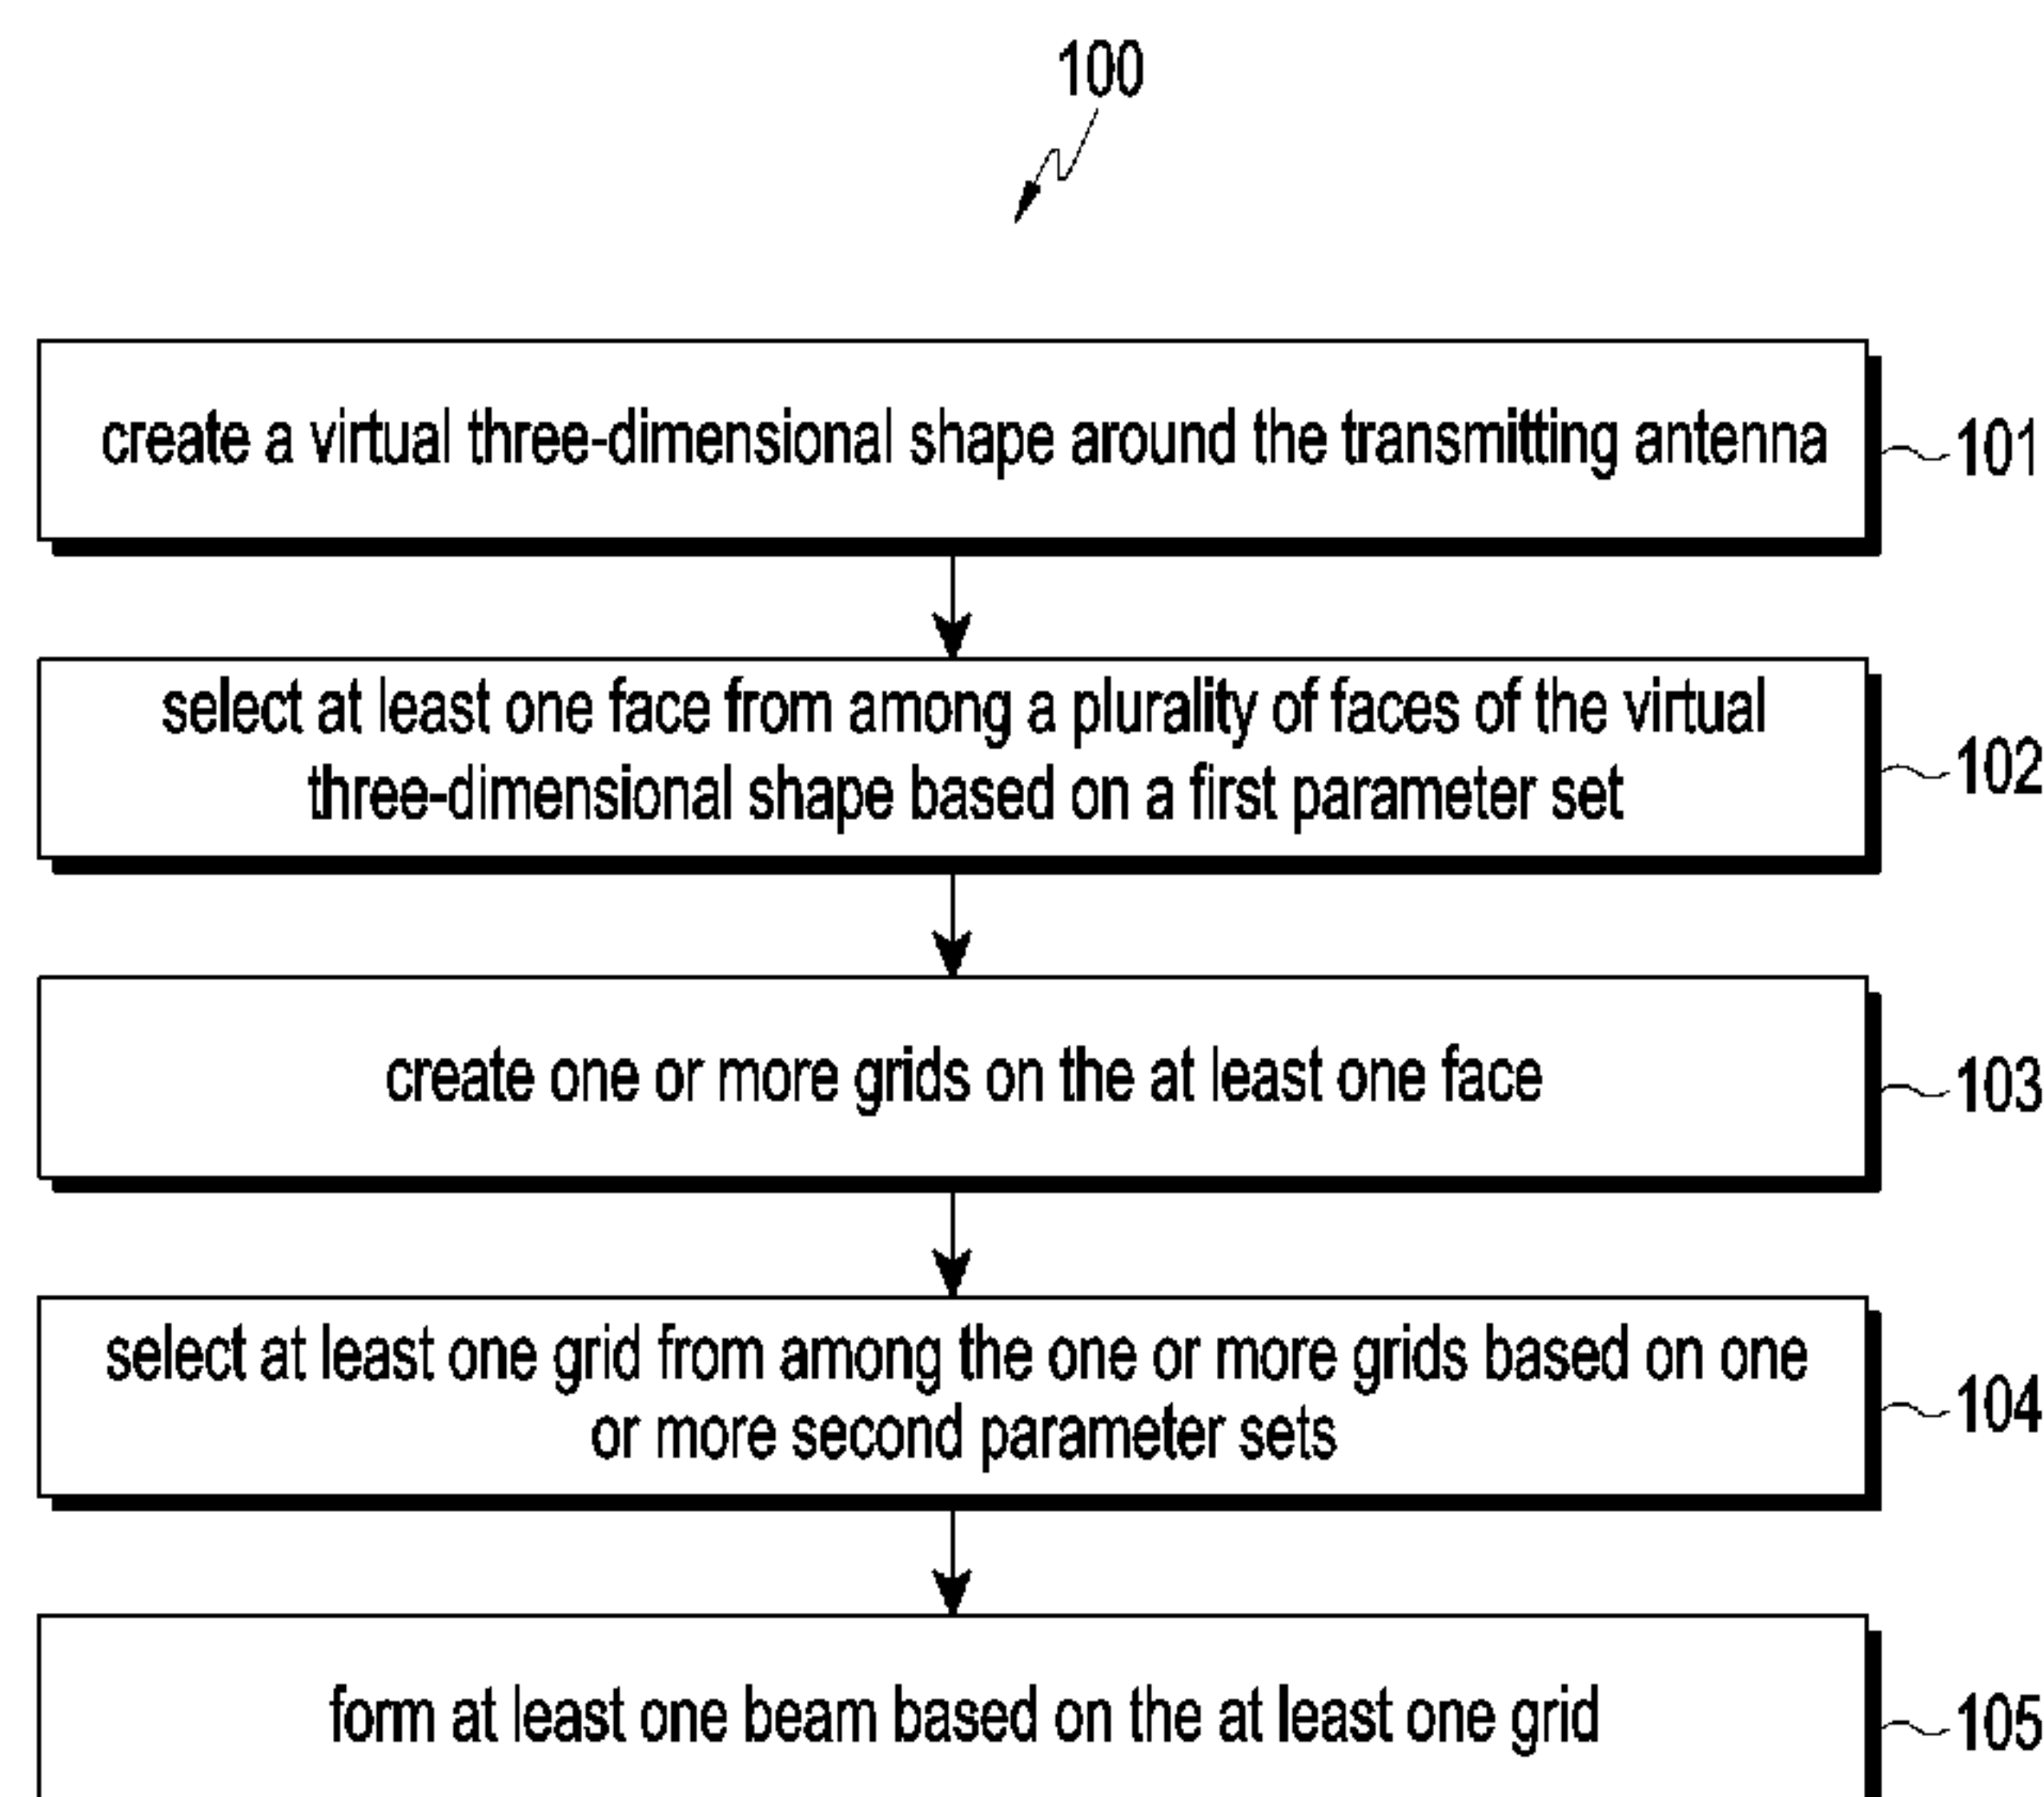 100
create a virtual three-dimensional shape around the transmitting antenna
101
select at least one face from among a plurality of faces of the virtual
three-dimensional shape based on a first parameter set
102
create one or more grids on the at least one face
103
select at least one grid from among the one or more grids based on one
or more second parameter sets
104
form at least one beam based on the at least one grid
105